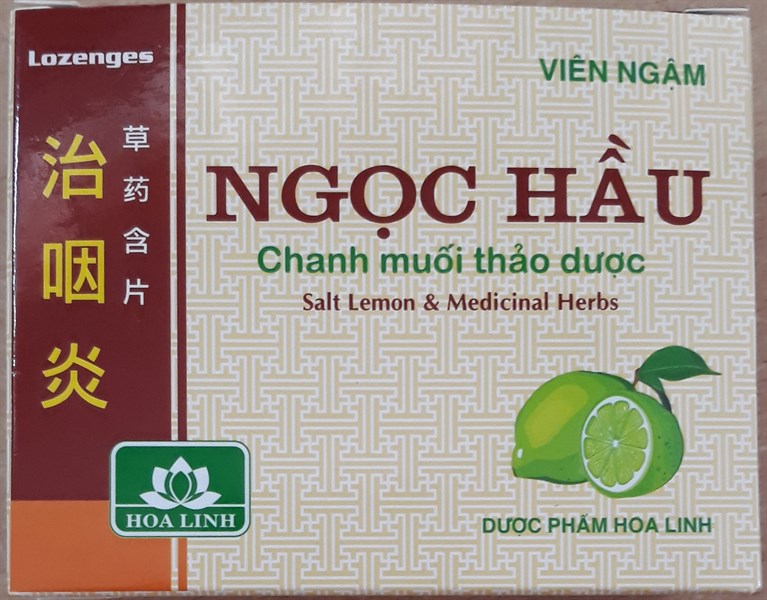 Lozenges
治咽炎
草药含片
VIÊN NGẬM
NGỌC HẦU
Chanh muối thảo dược
Salt Lemon & Medicinal Herbs
HOA LINH
DƯỢC PHẨM HOA LINH